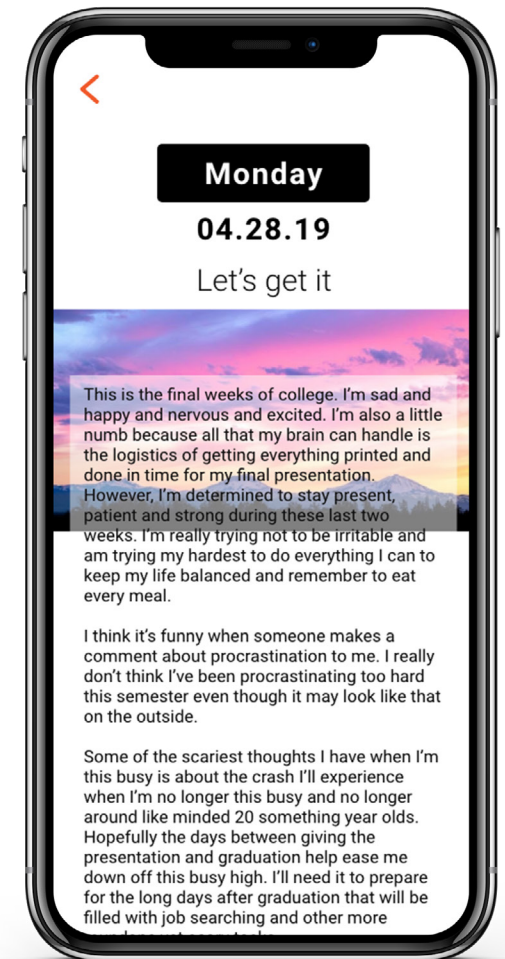 Monday
04.28.19
Let's get it
This is the final weeks of college. I'm sad and
happy and nervous and excited. I'm also a little
numb because all that my brain can handle is
the logistics of getting everything printed and
done in time for my final presentation.
However, I'm determined to stay present,
patient and strong during these last two
weeks. I'm really trying not to be irritable and
am trying my hardest to do everything I can to
keep my life balanced and remember to eat
every meal.
I think it's funny when someone makes a
comment about procrastination to me. I really
don't think I've been procrastinating too hard
this semester even though it may look like that
on the outside.
Some of the scariest thoughts I have when I'm
this busy is about the crash I'll experience
when I'm no longer this busy and no longer
around like minded 20 something year olds.
Hopefully the days between giving the
presentation and graduation help ease me
down off this busy high. I'll need it to prepare
for the long days after graduation that will be
filled with job searching and other more